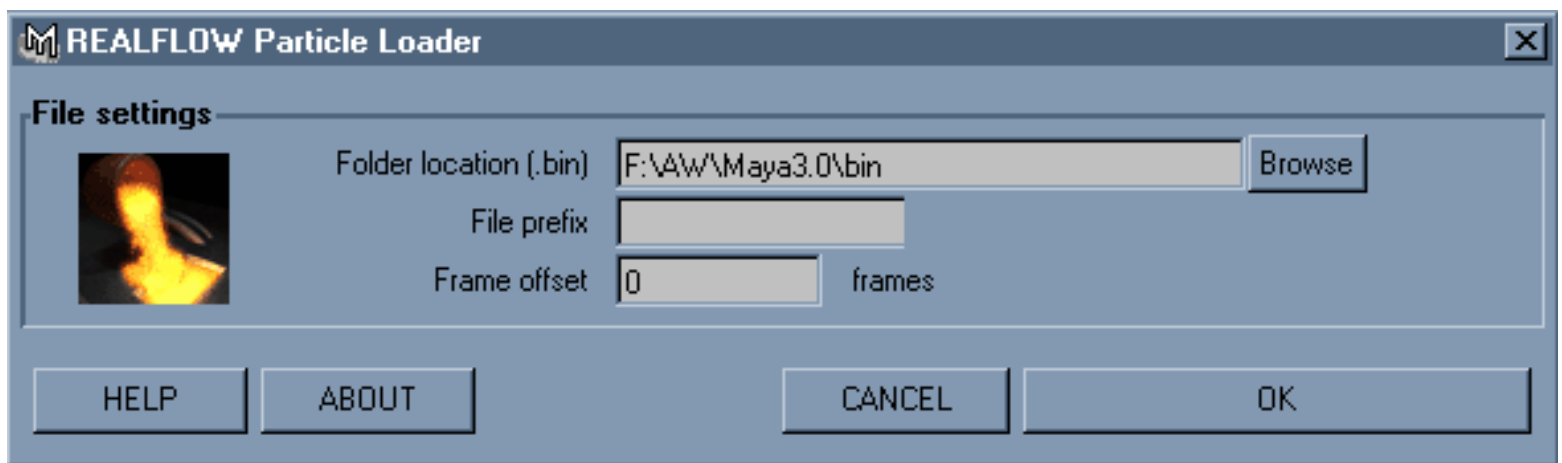 REALFLOW Particle Loader
File settings
Folder location (.bin) F:\AW\Maya3.0\bin Browse
File prefix
Frame offset 0 frames
HELP ABOUT CANCEL OK